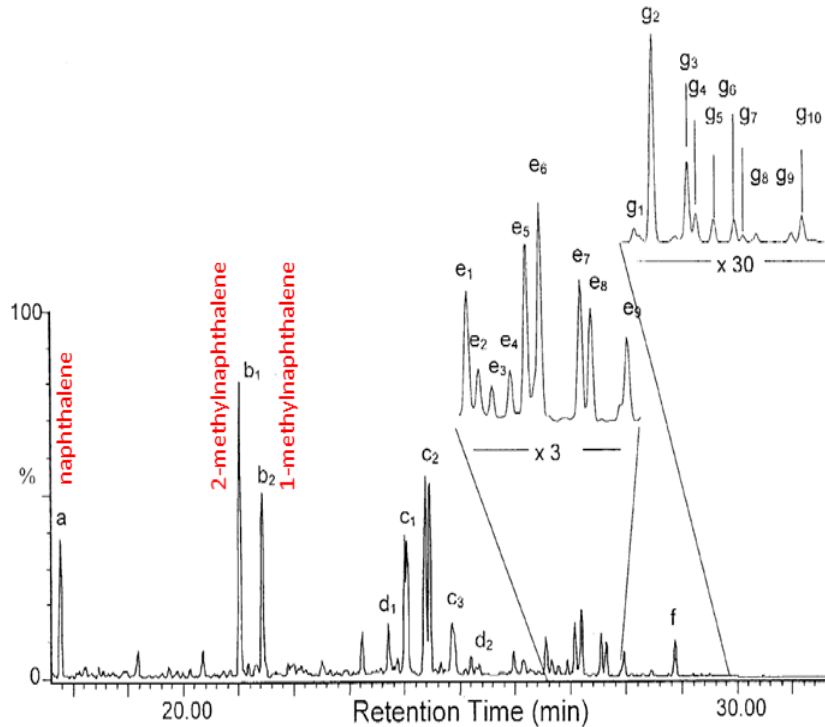 g₂
g₃
g₄
g₆
g₅
g₇
g₁₀
g₈
g₉
g₁
x 30
e₆
e₅
e₁
e₂
e₃
e₄
e₇
e₈
e₉
x 3
100
%
0
naphthalene
2-methylnaphthalene
1-methylnaphthalene
a
b₁
b₂
d₁
c₁
c₂
c₃
d₂
f
20.00
30.00
Retention Time (min)